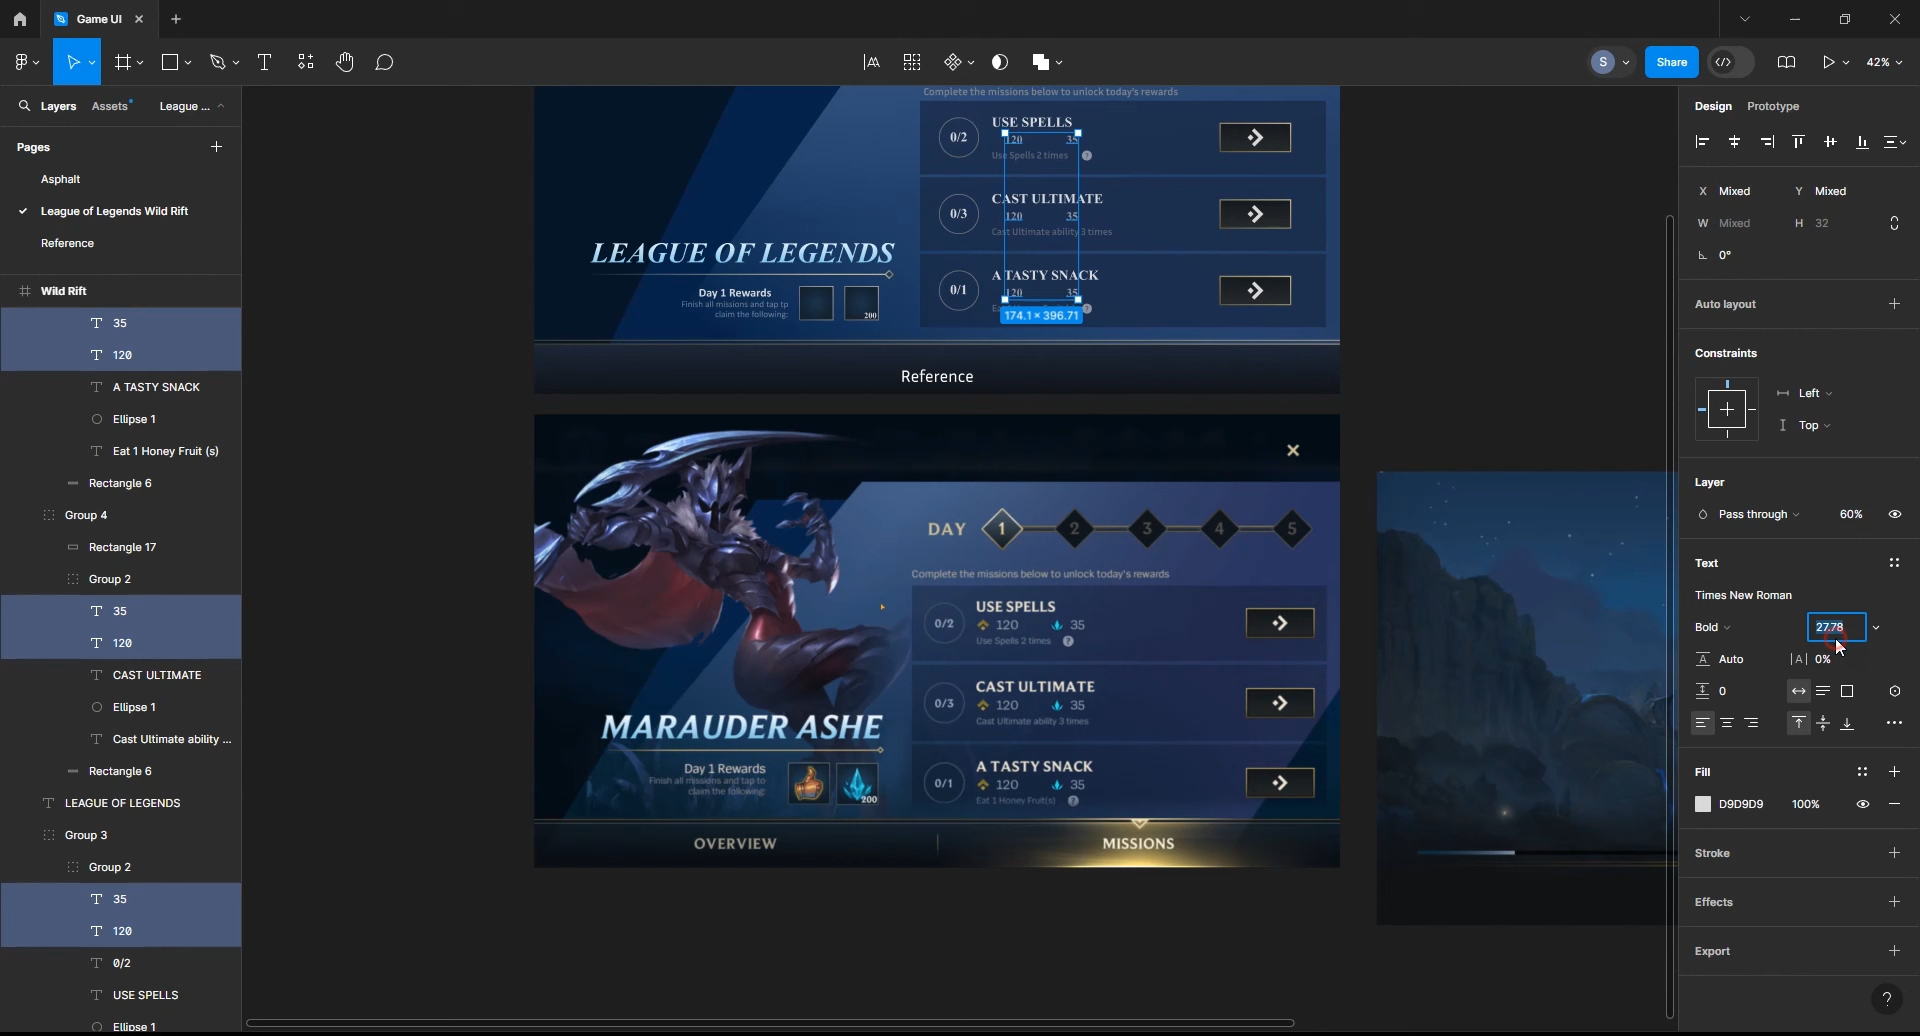 Game UI
Share
S
42%
Layers
Assets
League ...
Pages
Asphalt
League of Legends Wild Rift
Reference
Wild Rift
35
120
A TASTY SNACK
Ellipse 1
Eat 1 Honey Fruit (s)
Rectangle 6
Group 4
Rectangle 17
Group 2
35
120
CAST ULTIMATE
Ellipse 1
Cast Ultimate ability ...
Rectangle 6
LEAGUE OF LEGENDS
Group 3
Group 2
35
120
0/2
USE SPELLS
Ellipse 1
Complete the missions below to unlock today's rewards
0/2
USE SPELLS
120 35
Use Spells 2 times ?
0/3
CAST ULTIMATE
120 35
Cast Ultimate ability 3 times
0/1
A TASTY SNACK
120 35
174.1 × 396.71
LEAGUE OF LEGENDS
Day 1 Rewards
Finish all missions and tap tp
claim the following:
200
Reference
DAY 1 2 3 4 5
Complete the missions below to unlock today's rewards
0/2
USE SPELLS
120 35
Use Spells 2 times ?
0/3
CAST ULTIMATE
120 35
Cast Ultimate ability 3 times
0/1
A TASTY SNACK
120 35
Eat 1 Honey Fruit(s) ?
MARAUDER ASHE
Day 1 Rewards
Finish all missions and tap to
claim the following:
200
OVERVIEW
MISSIONS
Design
Prototype
X Mixed
Y Mixed
W Mixed
H 32
0°
Auto layout
Constraints
Left
Top
Layer
Pass through
60%
Text
Times New Roman
Bold
27.78
Auto
0%
0
Fill
D9D9D9
100%
Stroke
Effects
Export
?